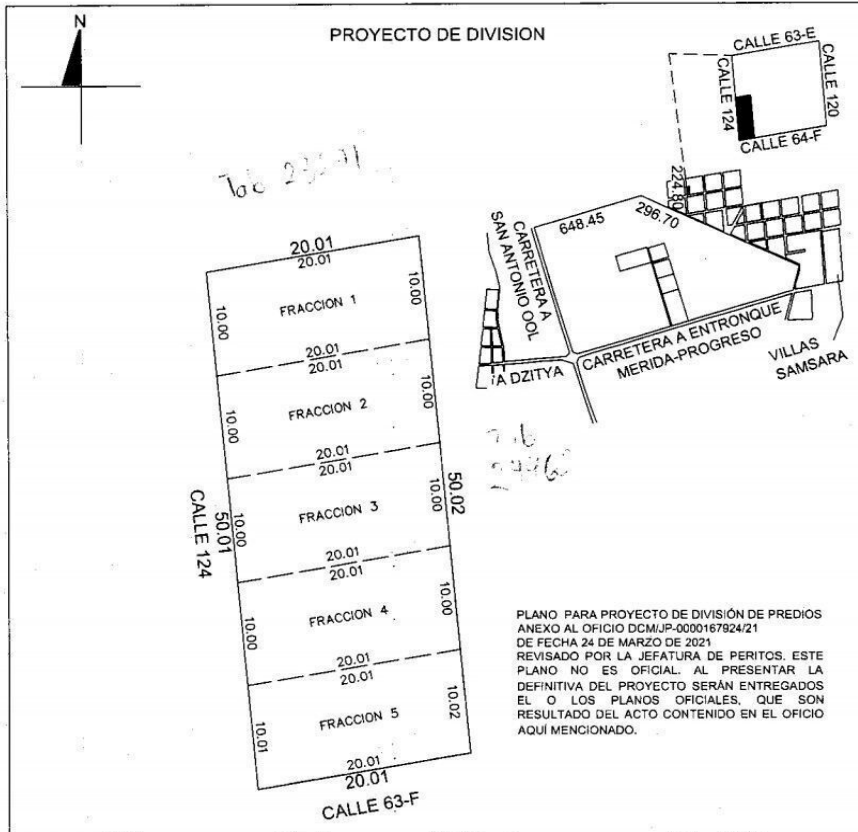 N
PROYECTO DE DIVISION
CALLE 63-E
CALLE 124
CALLE 120
CALLE 64-F
224.80
648.45
296.70
CARRETERA A
SAN ANTONIO OOL
CARRETERA A ENTRONQUE
MERIDA-PROGRESO
/A DZITYA
VILLAS
SAMSARA
20.01
20.01
10.00
FRACCION 1
10.00
20.01
20.01
10.00
FRACCION 2
10.00
20.01
20.01
CALLE 124
50.01
10.00
FRACCION 3
10.00
50.02
20.01
20.01
10.00
FRACCION 4
10.00
20.01
20.01
10.01
FRACCION 5
10.02
20.01
20.01
CALLE 63-F
PLANO PARA PROYECTO DE DIVISIÓN DE PREDIOS
ANEXO AL OFICIO DCM/JP-0000167924/21
DE FECHA 24 DE MARZO DE 2021
REVISADO POR LA JEFATURA DE PERITOS. ESTE
PLANO NO ES OFICIAL. AL PRESENTAR LA
DEFINITIVA DEL PROYECTO SERÁN ENTREGADOS
EL O LOS PLANOS OFICIALES, QUE SON
RESULTADO DEL ACTO CONTENIDO EN EL OFICIO
AQUÍ MENCIONADO.